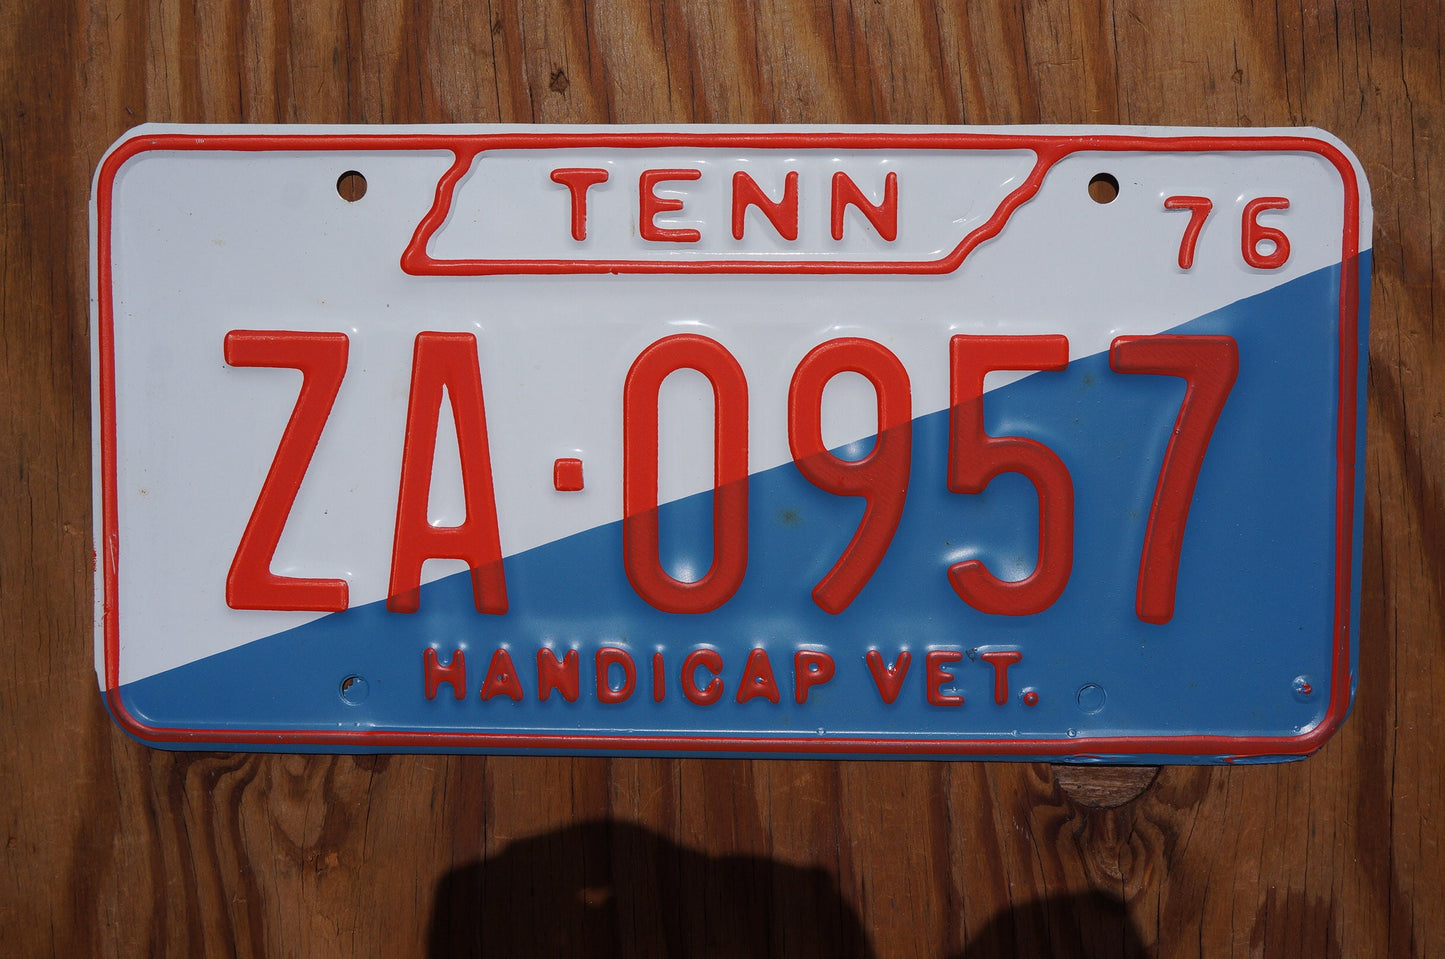 TENN
76
ZA·0957
HANDICAP VET.